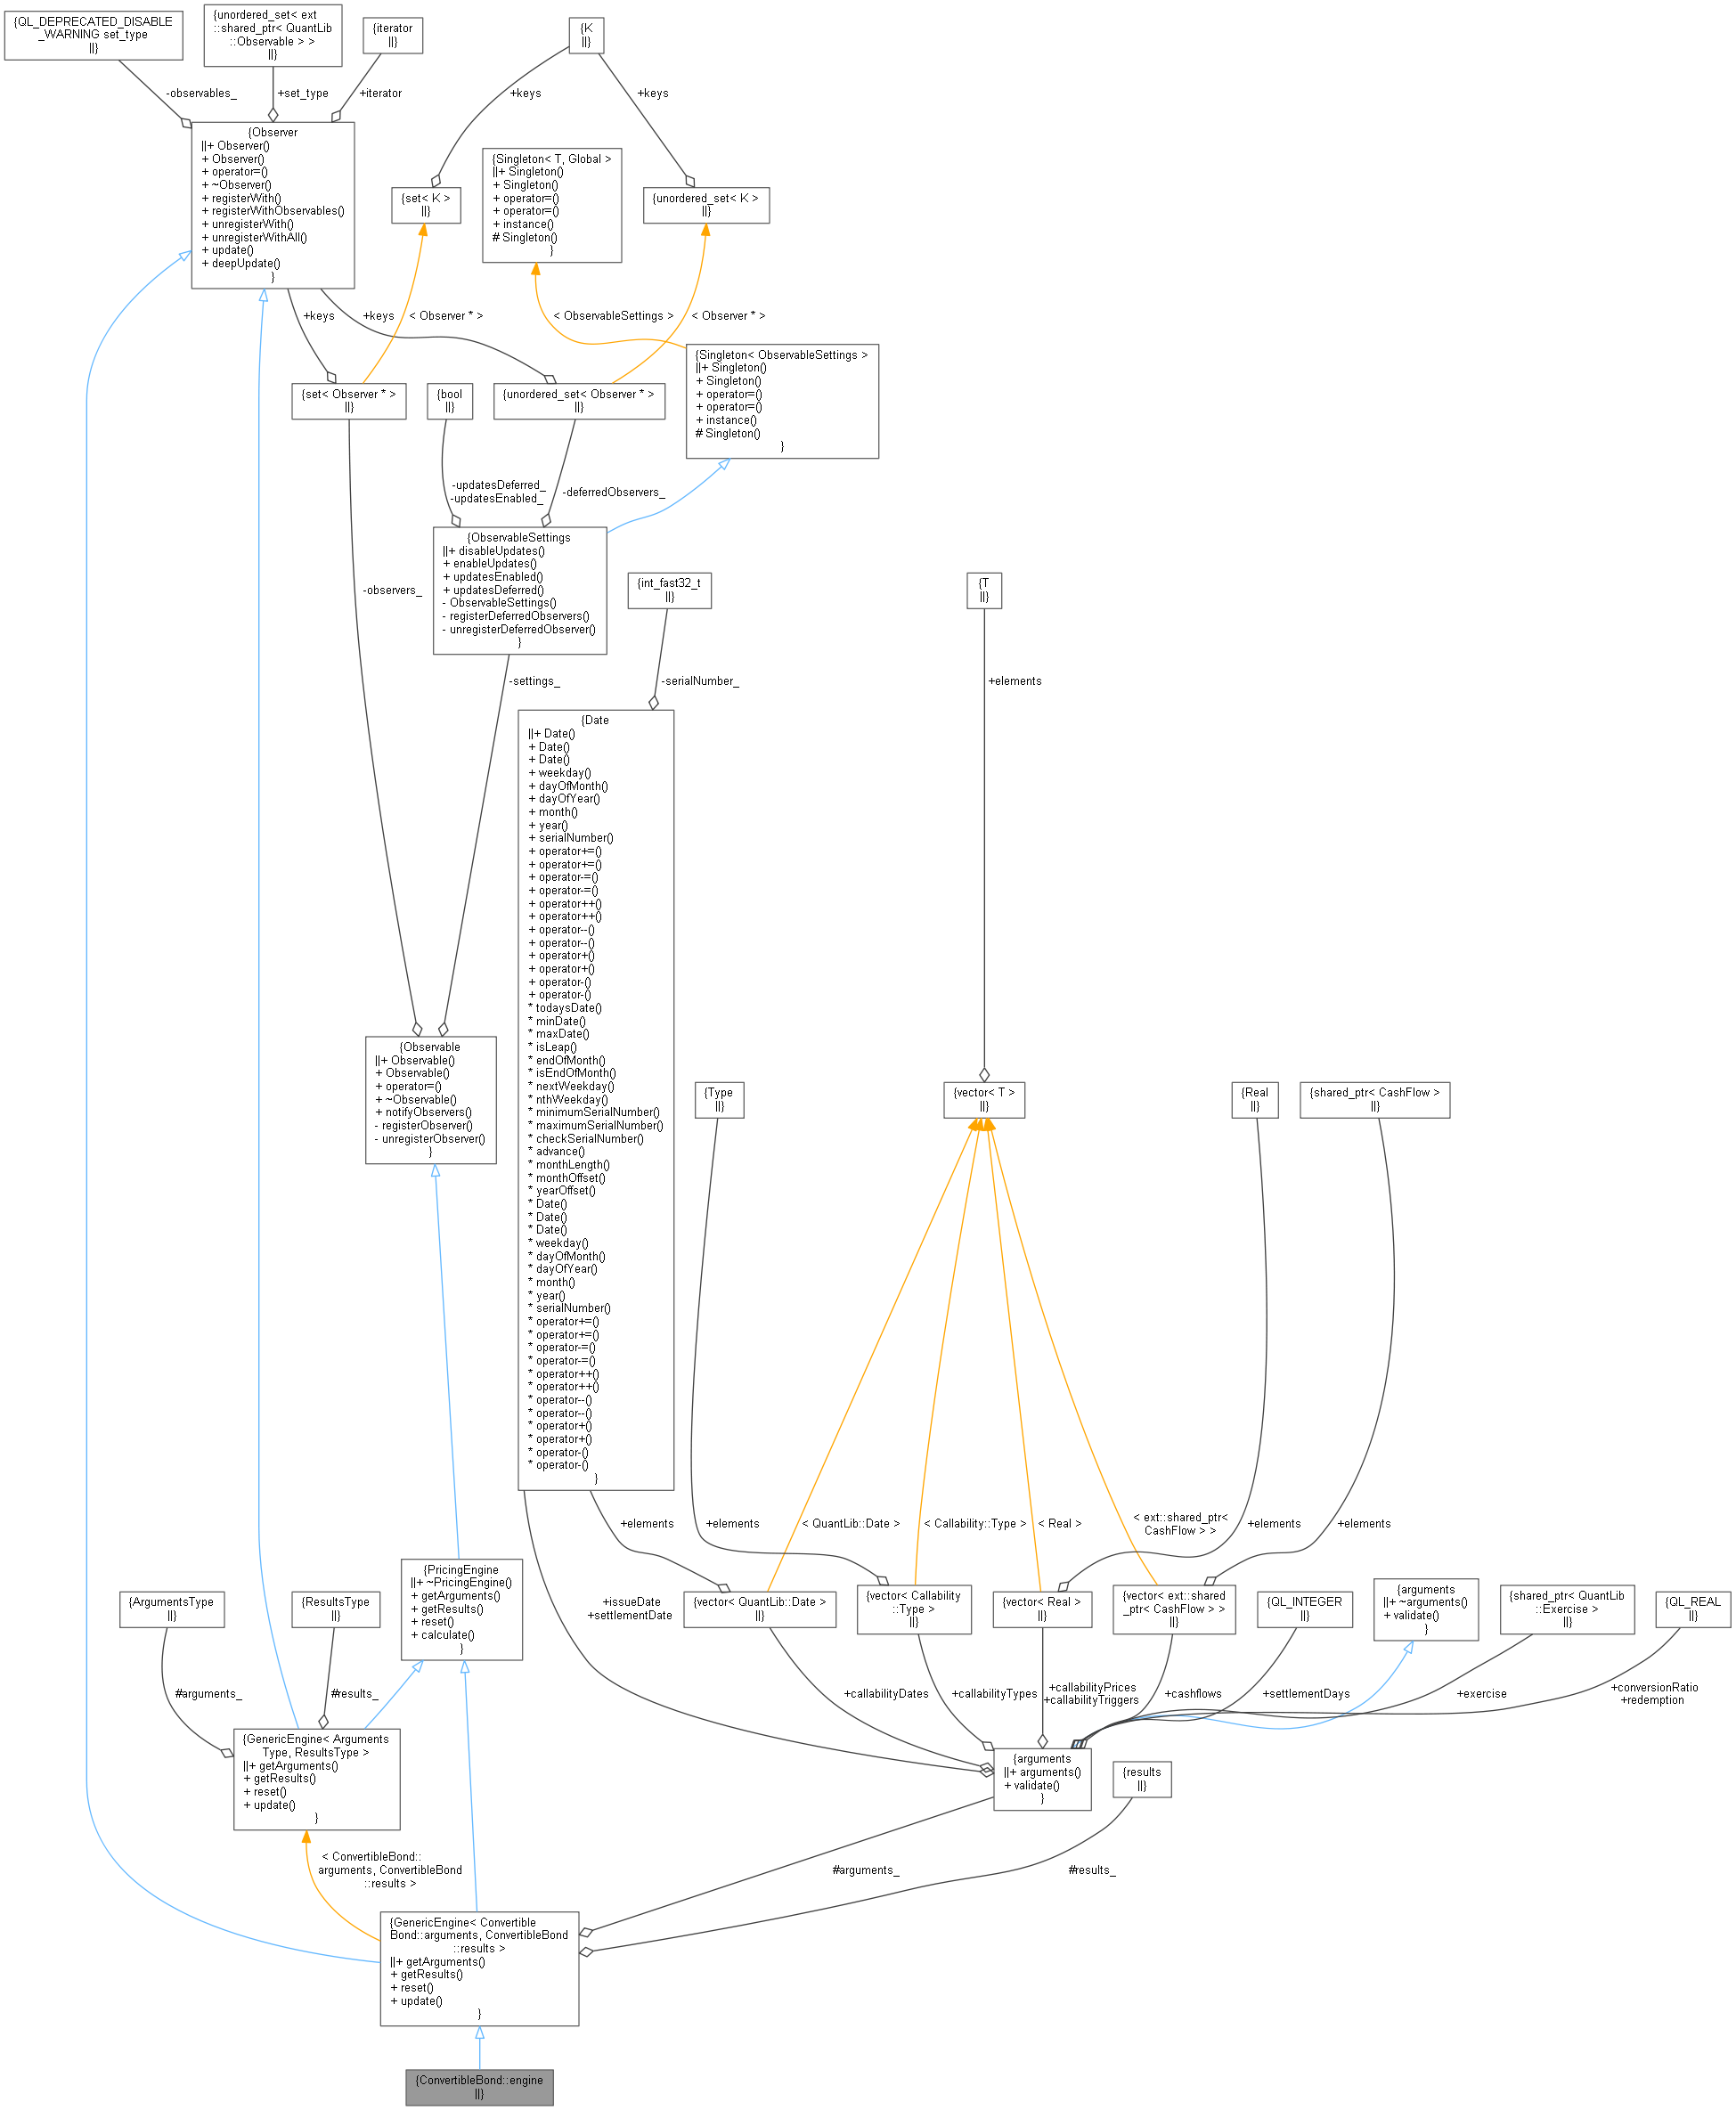 {QL_DEPRECATED_DISABLE
_WARNING set_type
||}
{unordered_set< ext
::shared_ptr< QuantLib
::Observable > >
||}
{iterator
||}
{K
||}
-observables_
+set_type
+iterator
+keys
+keys
{Observer
||+ Observer()
+ Observer()
+ operator=()
+ ~Observer()
+ registerWith()
+ registerWithObservables()
+ unregisterWith()
+ unregisterWithAll()
+ update()
+ deepUpdate()
}
{set< K >
||}
{Singleton< T, Global >
||+ Singleton()
+ Singleton()
+ operator=()
+ operator=()
+ instance()
# Singleton()
}
{unordered_set< K >
||}
+keys
+keys
< Observer * >
< ObservableSettings >
< Observer * >
{set< Observer * >
||}
{bool
||}
{unordered_set< Observer * >
||}
{Singleton< ObservableSettings >
||+ Singleton()
+ Singleton()
+ operator=()
+ operator=()
+ instance()
# Singleton()
}
-updatesDeferred_
-updatesEnabled_
-deferredObservers_
-observers_
{ObservableSettings
||+ disableUpdates()
+ enableUpdates()
+ updatesEnabled()
+ updatesDeferred()
- ObservableSettings()
- registerDeferredObservers()
- unregisterDeferredObserver()
}
{int_fast32_t
||}
{T
||}
-settings_
-serialNumber_
+elements
{Date
||+ Date()
+ Date()
+ Date()
+ weekday()
+ dayOfMonth()
+ dayOfYear()
+ month()
+ year()
+ serialNumber()
+ operator+=()
+ operator+=()
+ operator-=()
+ operator-=()
+ operator++()
+ operator++()
+ operator--()
+ operator--()
+ operator+()
+ operator+()
+ operator-()
+ operator-()
* todaysDate()
* minDate()
* maxDate()
* isLeap()
* endOfMonth()
* isEndOfMonth()
* nextWeekday()
* nthWeekday()
* minimumSerialNumber()
* maximumSerialNumber()
* checkSerialNumber()
* advance()
* monthLength()
* monthOffset()
* yearOffset()
* Date()
* Date()
* Date()
* weekday()
* dayOfMonth()
* dayOfYear()
* month()
* year()
* serialNumber()
* operator+=()
* operator+=()
* operator-=()
* operator-=()
* operator++()
* operator++()
* operator--()
* operator--()
* operator+()
* operator+()
* operator-()
* operator-()
}
{Observable
||+ Observable()
+ Observable()
+ operator=()
+ ~Observable()
+ notifyObservers()
- registerObserver()
- unregisterObserver()
}
{Type
||}
{vector< T >
||}
{Real
||}
{shared_ptr< CashFlow >
||}
+elements
+elements
< QuantLib::Date >
< Callability::Type >
< Real >
< ext::shared_ptr<
CashFlow > >
+elements
+elements
{PricingEngine
||+ ~PricingEngine()
+ getArguments()
+ getResults()
+ reset()
+ calculate()
}
{ArgumentsType
||}
{ResultsType
||}
+issueDate
+settlementDate
{vector< QuantLib::Date >
||}
{vector< Callability
::Type >
||}
{vector< Real >
||}
{vector< ext::shared
_ptr< CashFlow > >
||}
{QL_INTEGER
||}
{arguments
||+ ~arguments()
+ validate()
}
{shared_ptr< QuantLib
::Exercise >
||}
{QL_REAL
||}
#arguments_
#results_
+callabilityDates
+callabilityTypes
+callabilityPrices
+callabilityTriggers
+cashflows
+settlementDays
+exercise
+conversionRatio
+redemption
{GenericEngine< Arguments
Type, ResultsType >
||+ getArguments()
+ getResults()
+ reset()
+ update()
}
{arguments
||+ arguments()
+ validate()
}
{results
||}
< ConvertibleBond::
arguments, ConvertibleBond
::results >
#arguments_
#results_
{GenericEngine< Convertible
Bond::arguments, ConvertibleBond
::results >
||+ getArguments()
+ getResults()
+ reset()
+ update()
}
{ConvertibleBond::engine
||}